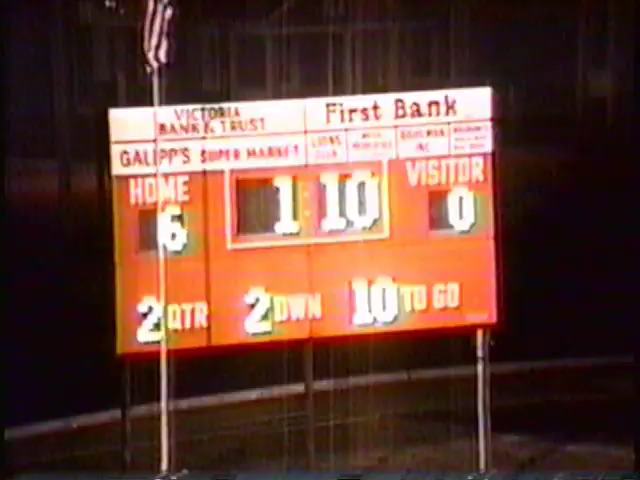 VICTORIA
BANK & TRUST
First Bank
GALIPP'S SUPER MARKET
LIONS
CLUB
INC
HOME
VISITOR
6
1:10
0
2 QTR
2 DWN
10 TO GO